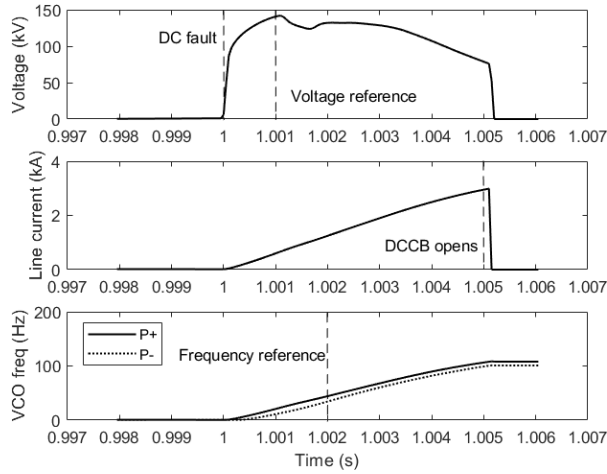 150
100
50
0
Voltage (kV)
DC fault
Voltage reference
0.997 0.998 0.999 1 1.001 1.002 1.003 1.004 1.005 1.006 1.007
4
2
0
Line current (kA)
DCCB opens
0.997 0.998 0.999 1 1.001 1.002 1.003 1.004 1.005 1.006 1.007
200
100
0
VCO freq (Hz)
P+
P-
Frequency reference
0.997 0.998 0.999 1 1.001 1.002 1.003 1.004 1.005 1.006 1.007
Time (s)